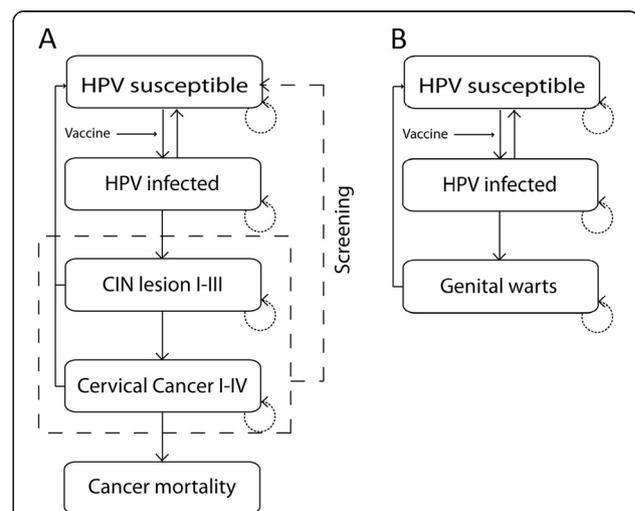 A
HPV susceptible
Vaccine
HPV infected
CIN lesion I-III
Cervical Cancer I-IV
Cancer mortality
Screening
B
HPV susceptible
Vaccine
HPV infected
Genital warts